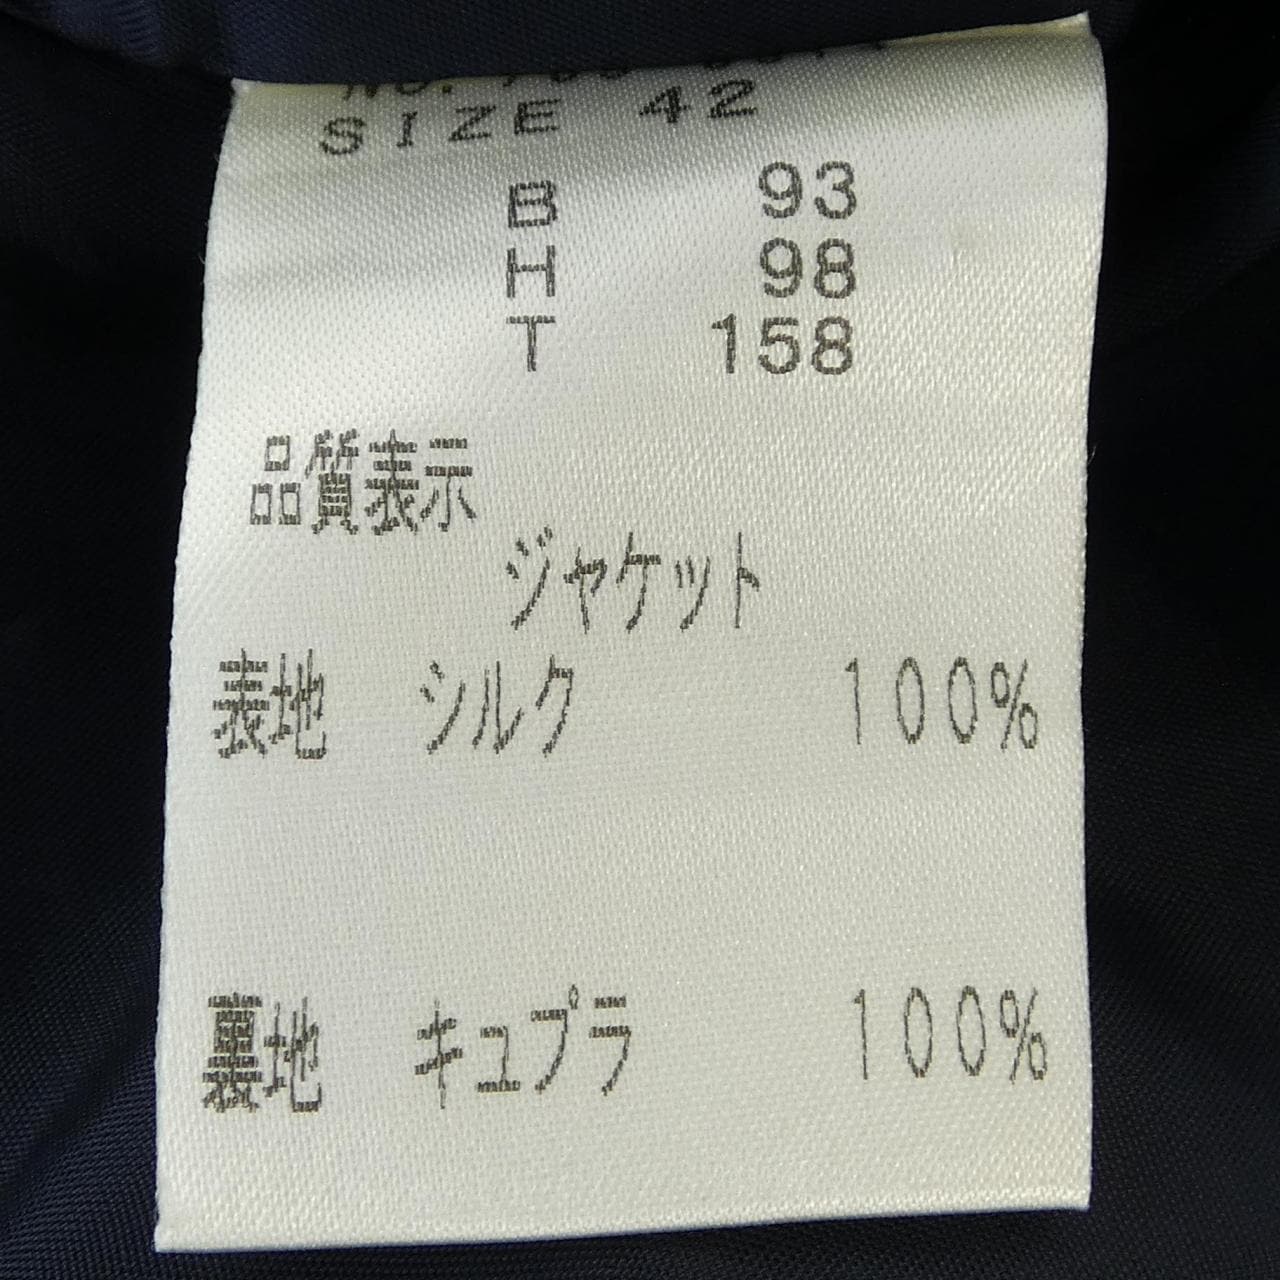 NO.
SIZE 42
B 93
H 98
T 158
品質表示
ジャケット
表地 シルク 100%
裏地 キュプラ 100%